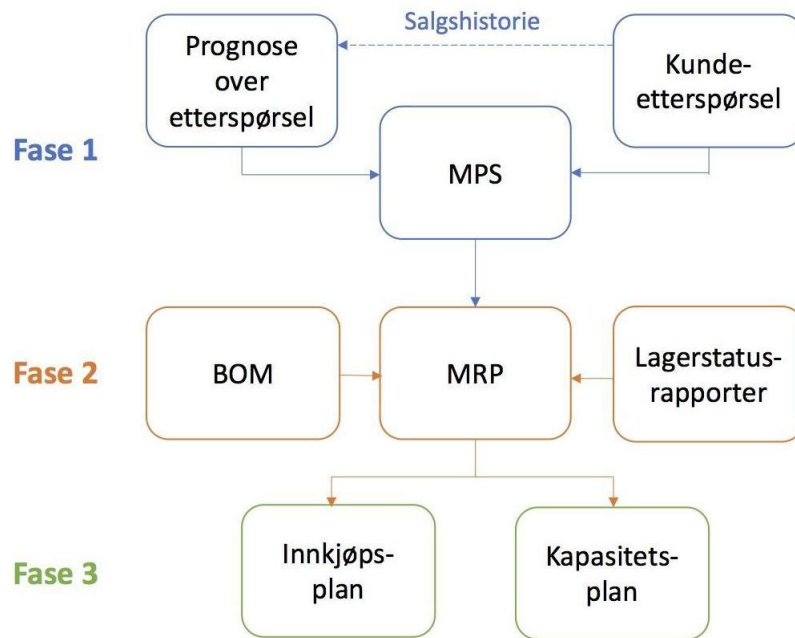 Salgshistorie
Prognose
over
etterspørsel
Kunde-
etterspørsel
Fase 1
MPS
Fase 2
BOM
MRP
Lagerstatus-
rapporter
Fase 3
Innkjøps-
plan
Kapasitets-
plan